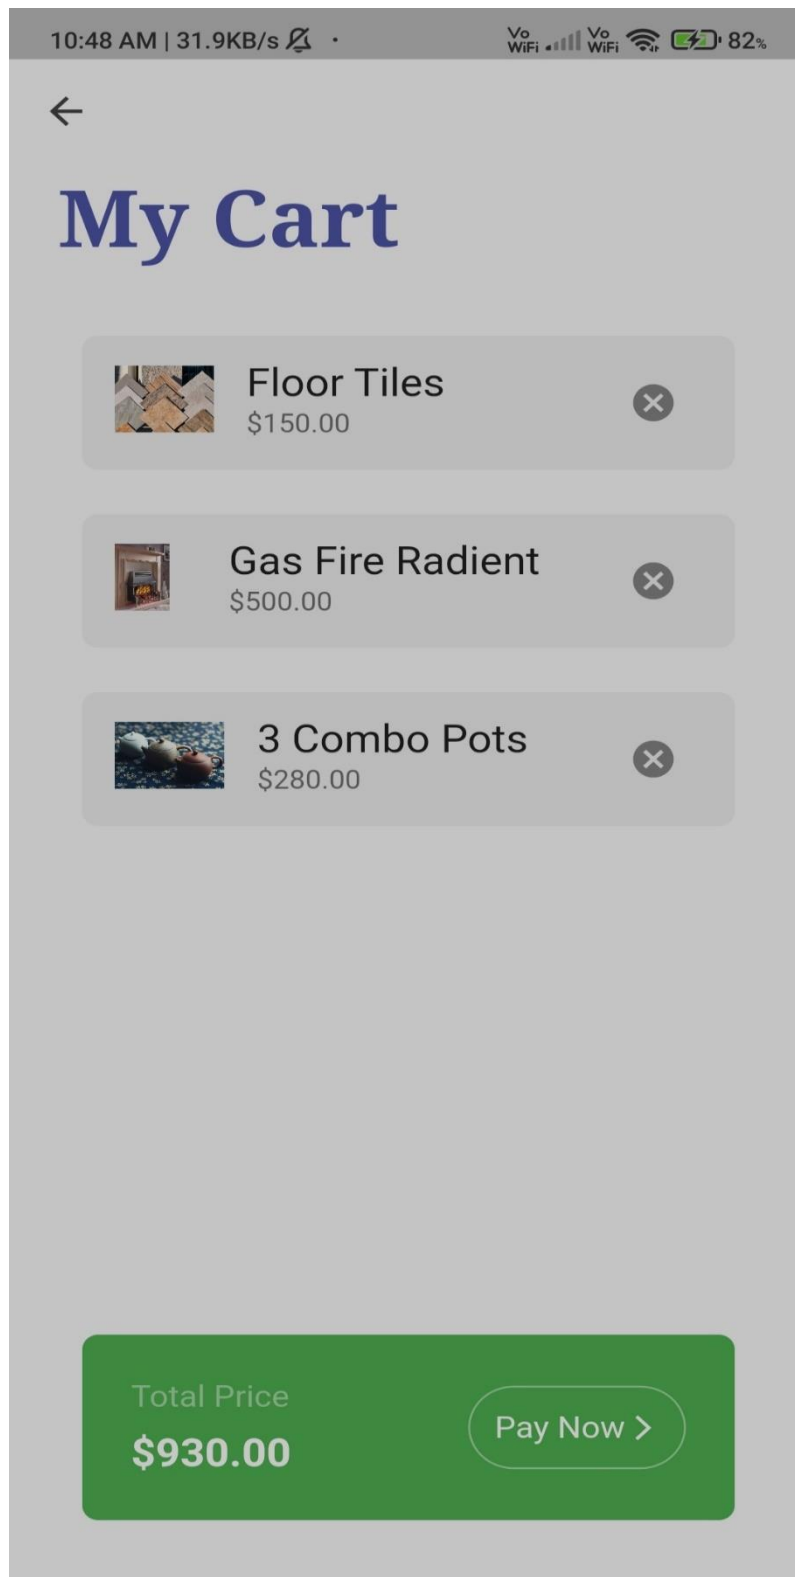 10:48 AM | 31.9KB/s
Vo WiFi Vo WiFi 82%
My Cart
Floor Tiles
$150.00
Gas Fire Radient
$500.00
3 Combo Pots
$280.00
Total Price
$930.00
Pay Now